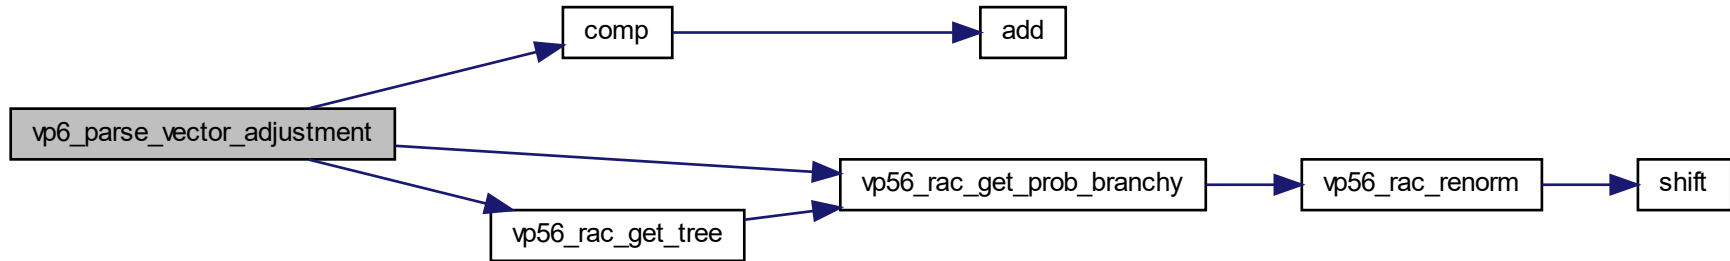 comp
add
vp6_parse_vector_adjustment
vp56_rac_get_prob_branchy
vp56_rac_renorm
shift
vp56_rac_get_tree